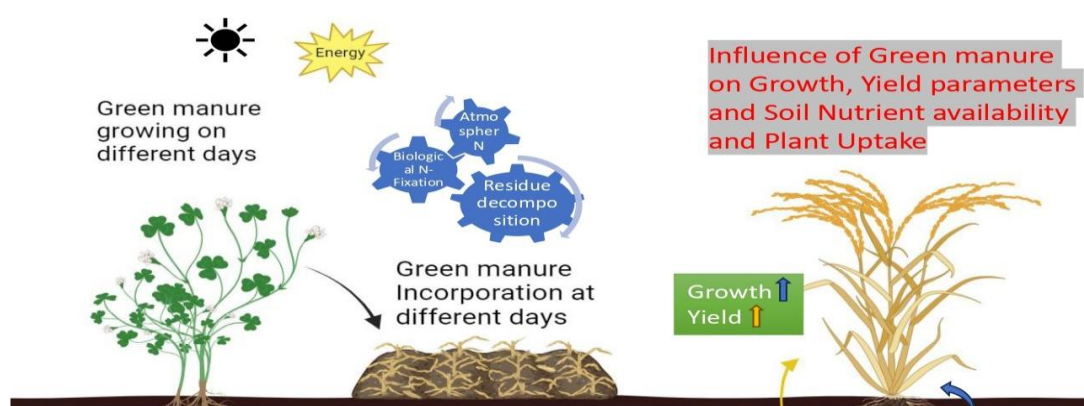 Energy
Green manure
growing on
different days
Atmo
spher
N
Biologic
al N-
Fixation
Residue
decompo
sition
Green manure
Incorporation at
different days
Influence of Green manure
on Growth, Yield parameters
and Soil Nutrient availability
and Plant Uptake
Growth
Yield